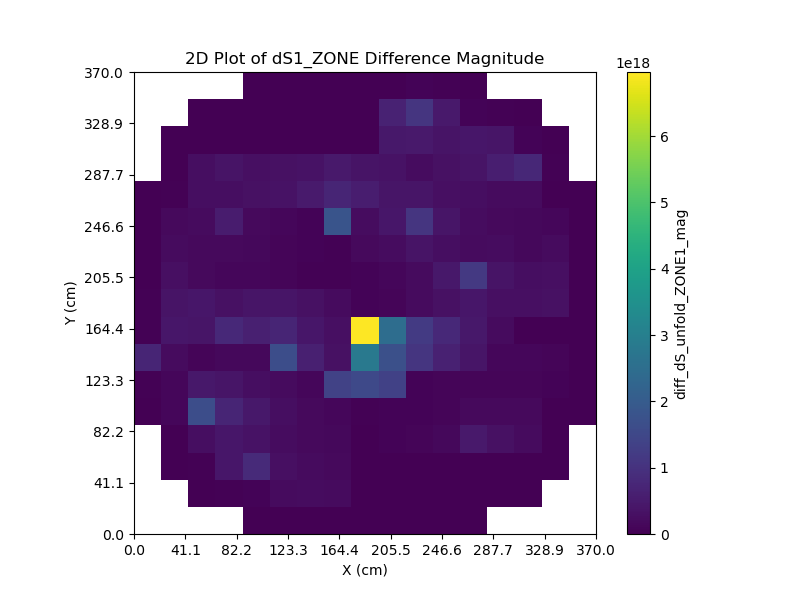 2D Plot of dS1_ZONE Difference Magnitude
1e18
370.0
328.9
287.7
246.6
205.5
164.4
123.3
82.2
41.1
0.0
Y (cm)
0.0 41.1 82.2 123.3 164.4 205.5 246.6 287.7 328.9 370.0
X (cm)
6
5
4
3
2
1
0
diff_dS_unfold_ZONE1_mag